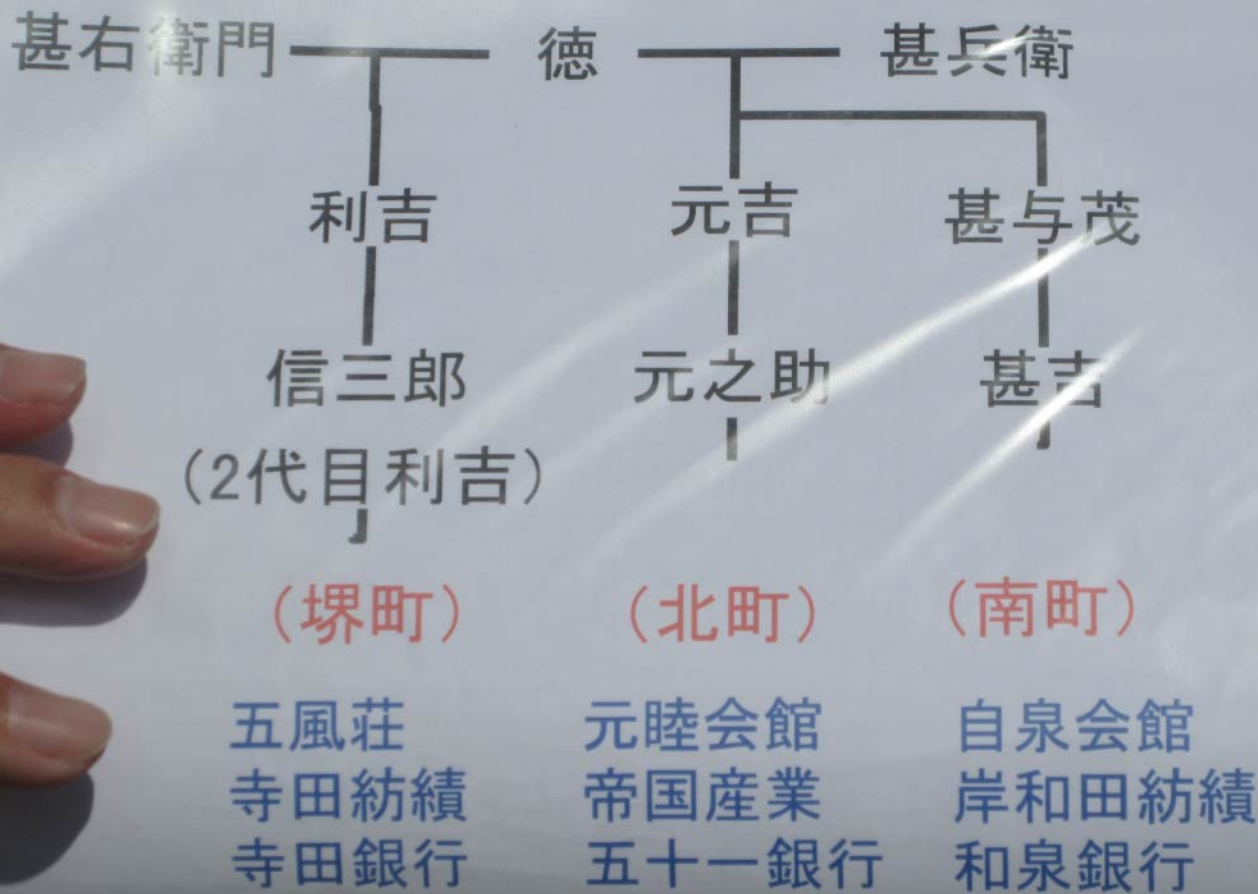 甚右衛門 徳 甚兵衛
利吉 元吉 甚与茂
信三郎 元之助 甚吉
(2代目利吉)
(堺町) (北町) (南町)
五風荘 元睦会館 自泉会館
寺田紡績 帝国産業 岸和田紡績
寺田銀行 五十一銀行 和泉銀行